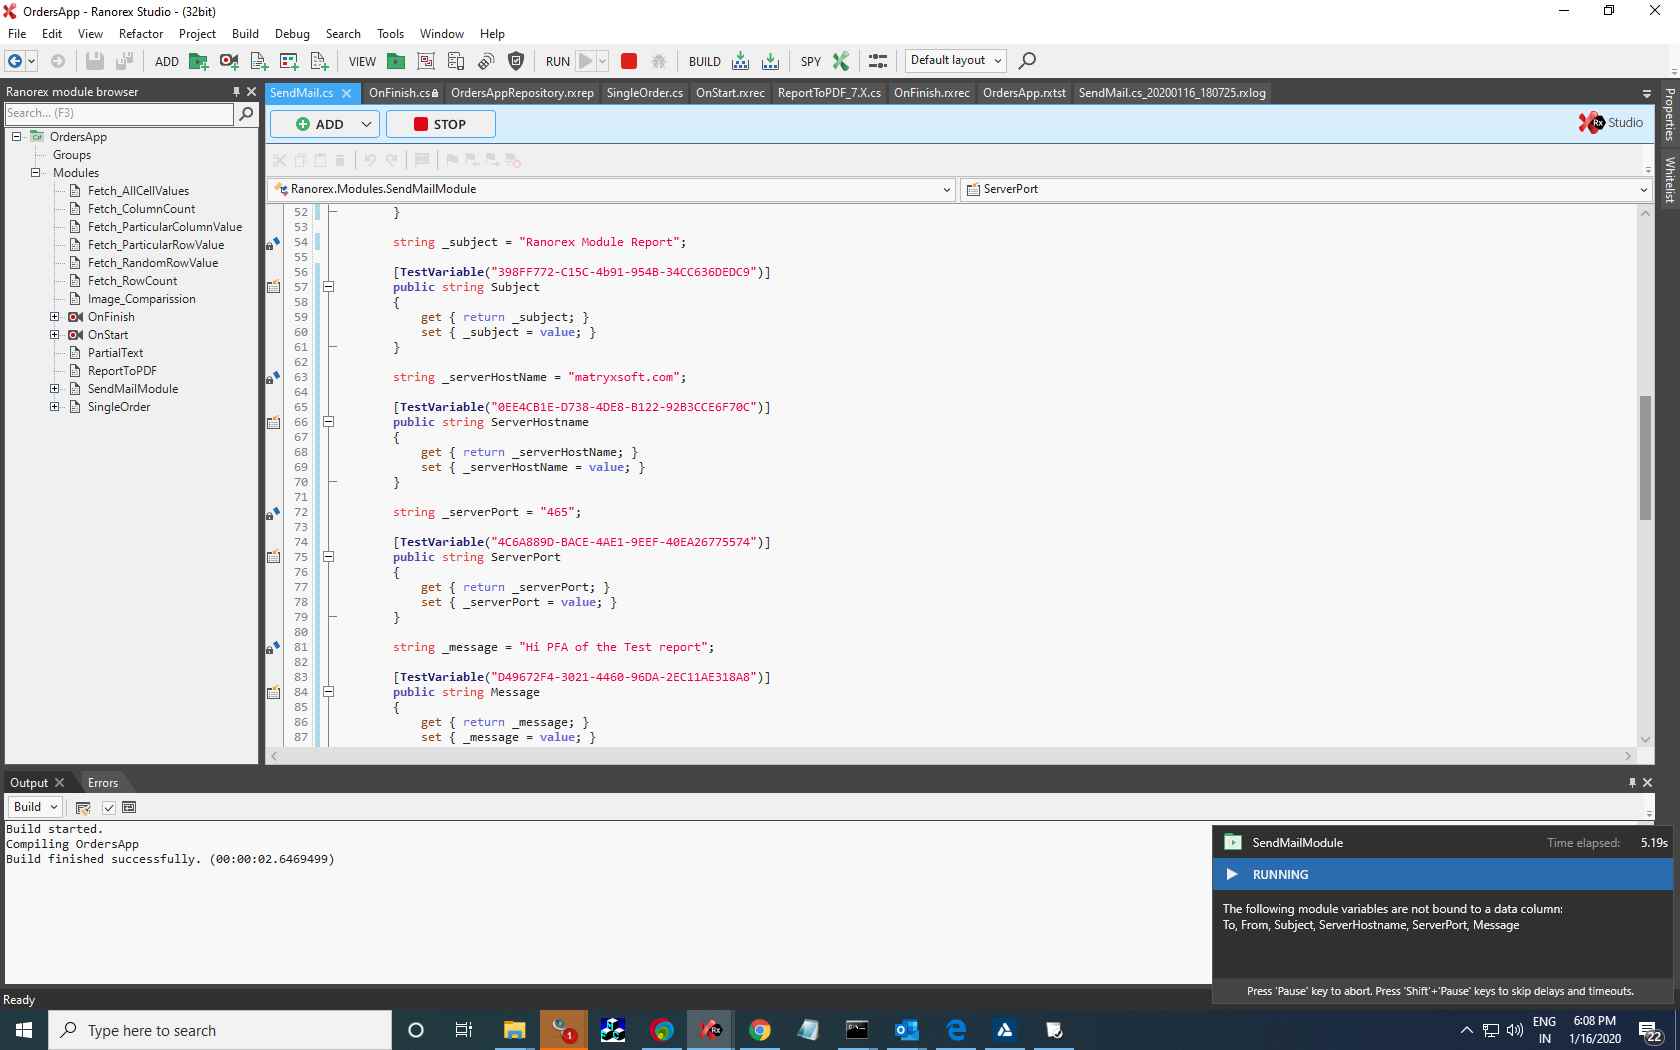 OrdersApp - Ranorex Studio - (32bit)
File Edit View Refactor Project Build Debug Search Tools Window Help
ADD VIEW RUN BUILD SPY Default layout
Ranorex module browser
Search... (F3)
OrdersApp
Groups
Modules
Fetch_AllCellValues
Fetch_ColumnCount
Fetch_ParticularColumnValue
Fetch_ParticularRowValue
Fetch_RandomRowValue
Fetch_RowCount
Image_Comparission
OnFinish
OnStart
PartialText
ReportToPDF
SendMailModule
SingleOrder
SendMail.cs OnFinish.cs OrdersAppRepository.rxrep SingleOrder.cs OnStart.rxrec ReportToPDF_7.X.cs OnFinish.rxrec OrdersApp.rxtst SendMail.cs_20200116_180725.rxlog
ADD STOP Rx Studio
Properties
Whitelist
Ranorex.Modules.SendMailModule ServerPort
52 }
53
54 string _subject = "Ranorex Module Report";
55
56 [TestVariable("398FF772-C15C-4b91-954B-34CC636DEDC9")]
57 public string Subject
58 {
59 get { return _subject; }
60 set { _subject = value; }
61 }
62
63 string _serverHostName = "matryxsoft.com";
64
65 [TestVariable("0EE4CB1E-D738-4DE8-B122-92B3CCE6F70C")]
66 public string ServerHostname
67 {
68 get { return _serverHostName; }
69 set { _serverHostName = value; }
70 }
71
72 string _serverPort = "465";
73
74 [TestVariable("4C6A889D-BACE-4AE1-9EEF-40EA26775574")]
75 public string ServerPort
76 {
77 get { return _serverPort; }
78 set { _serverPort = value; }
79 }
80
81 string _message = "Hi PFA of the Test report";
82
83 [TestVariable("D49672F4-3021-4460-96DA-2EC11AE318A8")]
84 public string Message
85 {
86 get { return _message; }
87 set { _message = value; }
Output Errors
Build
Build started.
Compiling OrdersApp
Build finished successfully. (00:00:02.6469499)
SendMailModule Time elapsed: 5.19s
RUNNING
The following module variables are not bound to a data column:
To, From, Subject, ServerHostname, ServerPort, Message
Press 'Pause' key to abort. Press 'Shift'+'Pause' keys to skip delays and timeouts.
Ready
Type here to search
1
Rx
ENG
IN
6:08 PM
1/16/2020
22